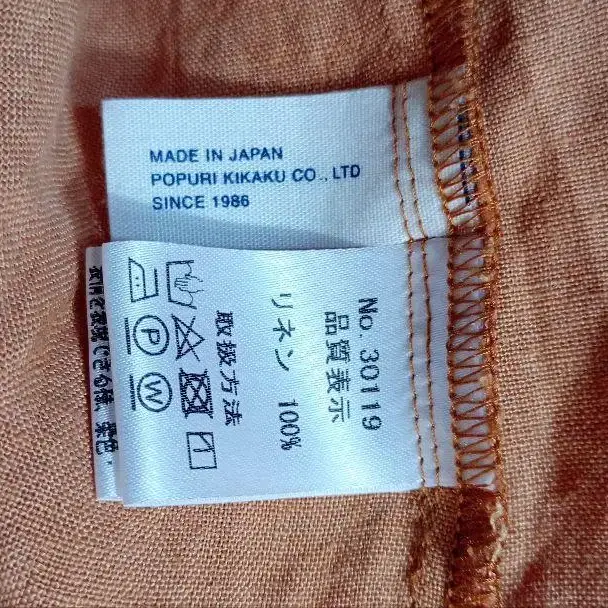 MADE IN JAPAN
POPURI KIKAKU CO., LTD
SINCE 1986
No. 30119
品質表示
リネン 100%
取扱方法
P
W